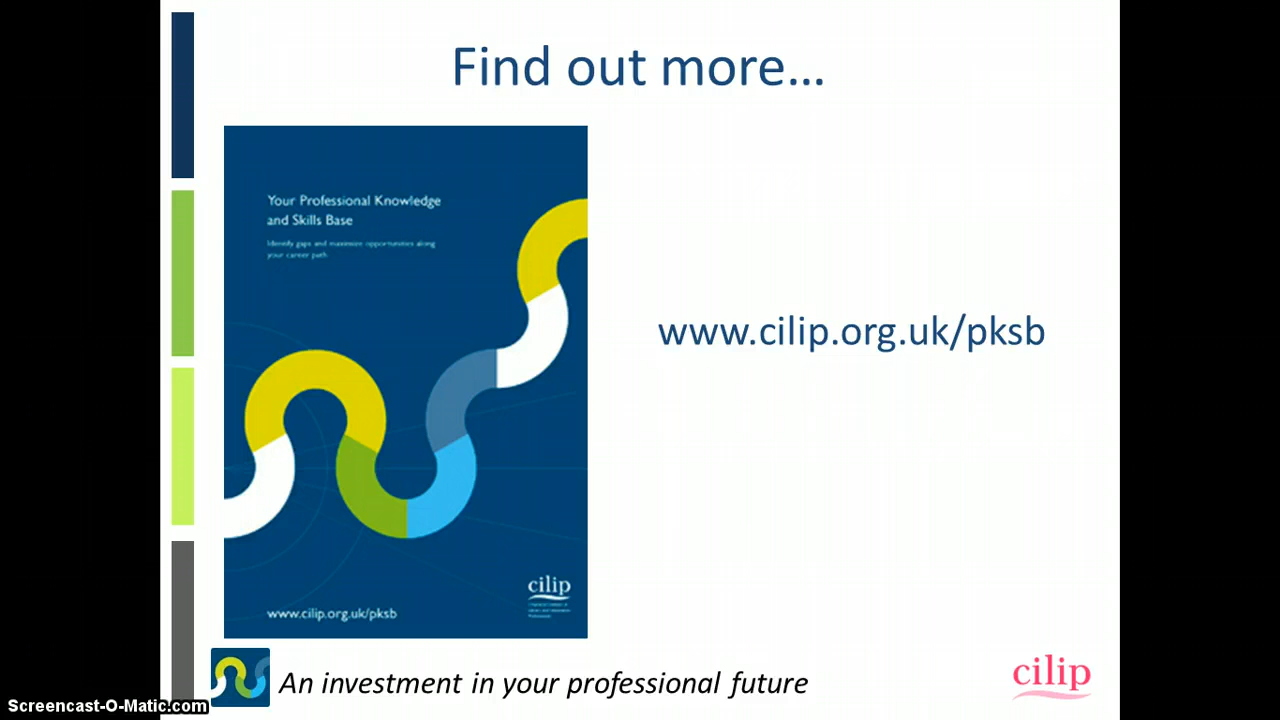 Find out more...
Your Professional Knowledge
and Skills Base
Identify gaps and maximise opportunities along
your career path
www.cilip.org.uk/pksb
cilip
www.cilip.org.uk/pksb
An investment in your professional future
cilip
Screencast-O-Matic.com